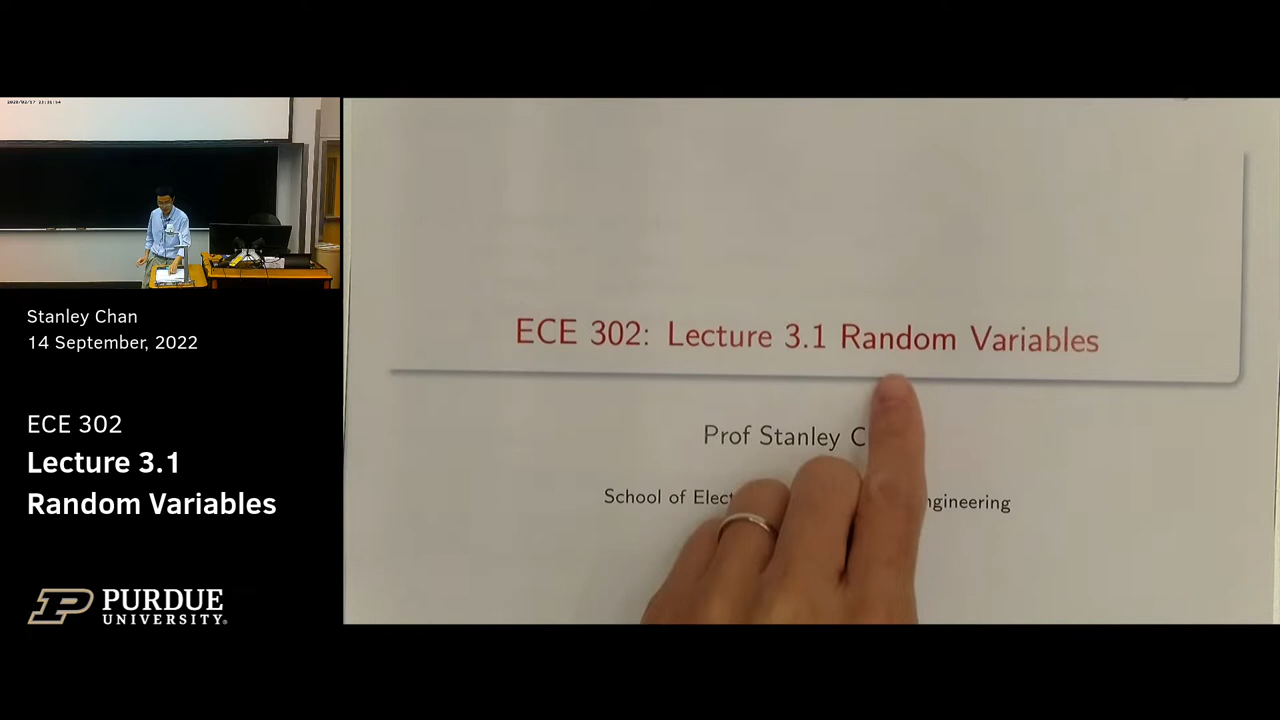 Stanley Chan
14 September, 2022
ECE 302
Lecture 3.1
Random Variables
PURDUE
UNIVERSITY.
ECE 302: Lecture 3.1 Random Variables
Prof Stanley C
School of Elect ngineering